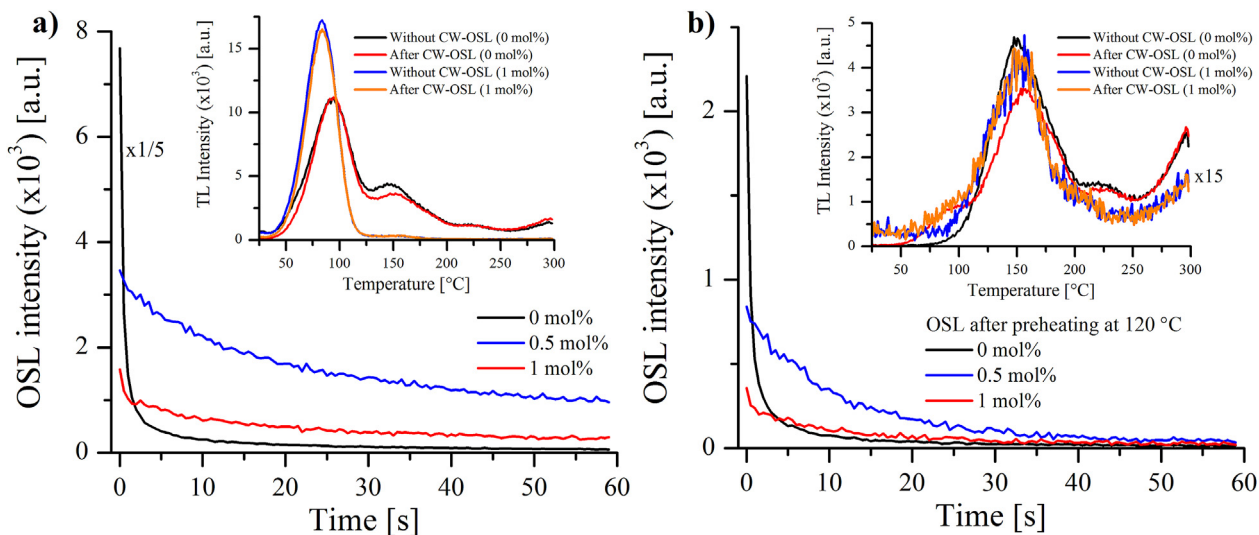 a)
OSL intensity (x10³) [a.u.]
8
7
6
4
2
0
x1/5
0
10
20
30
40
50
60
Time [s]
0 mol%
0.5 mol%
1 mol%
TL Intensity (x10³) [a.u.]
15
10
5
0
50
100
150
200
250
300
Temperature [°C]
Without CW-OSL (0 mol%)
After CW-OSL (0 mol%)
Without CW-OSL (1 mol%)
After CW-OSL (1 mol%)
b)
OSL intensity (x10³) [a.u.]
2
1
0
0
10
20
30
40
50
60
Time [s]
OSL after preheating at 120 °C
0 mol%
0.5 mol%
1 mol%
TL Intensity (x10³) [a.u.]
5
4
3
2
1
0
50
100
150
200
250
300
Temperature [°C]
Without CW-OSL (0 mol%)
After CW-OSL (0 mol%)
Without CW-OSL (1 mol%)
After CW-OSL (1 mol%)
x15